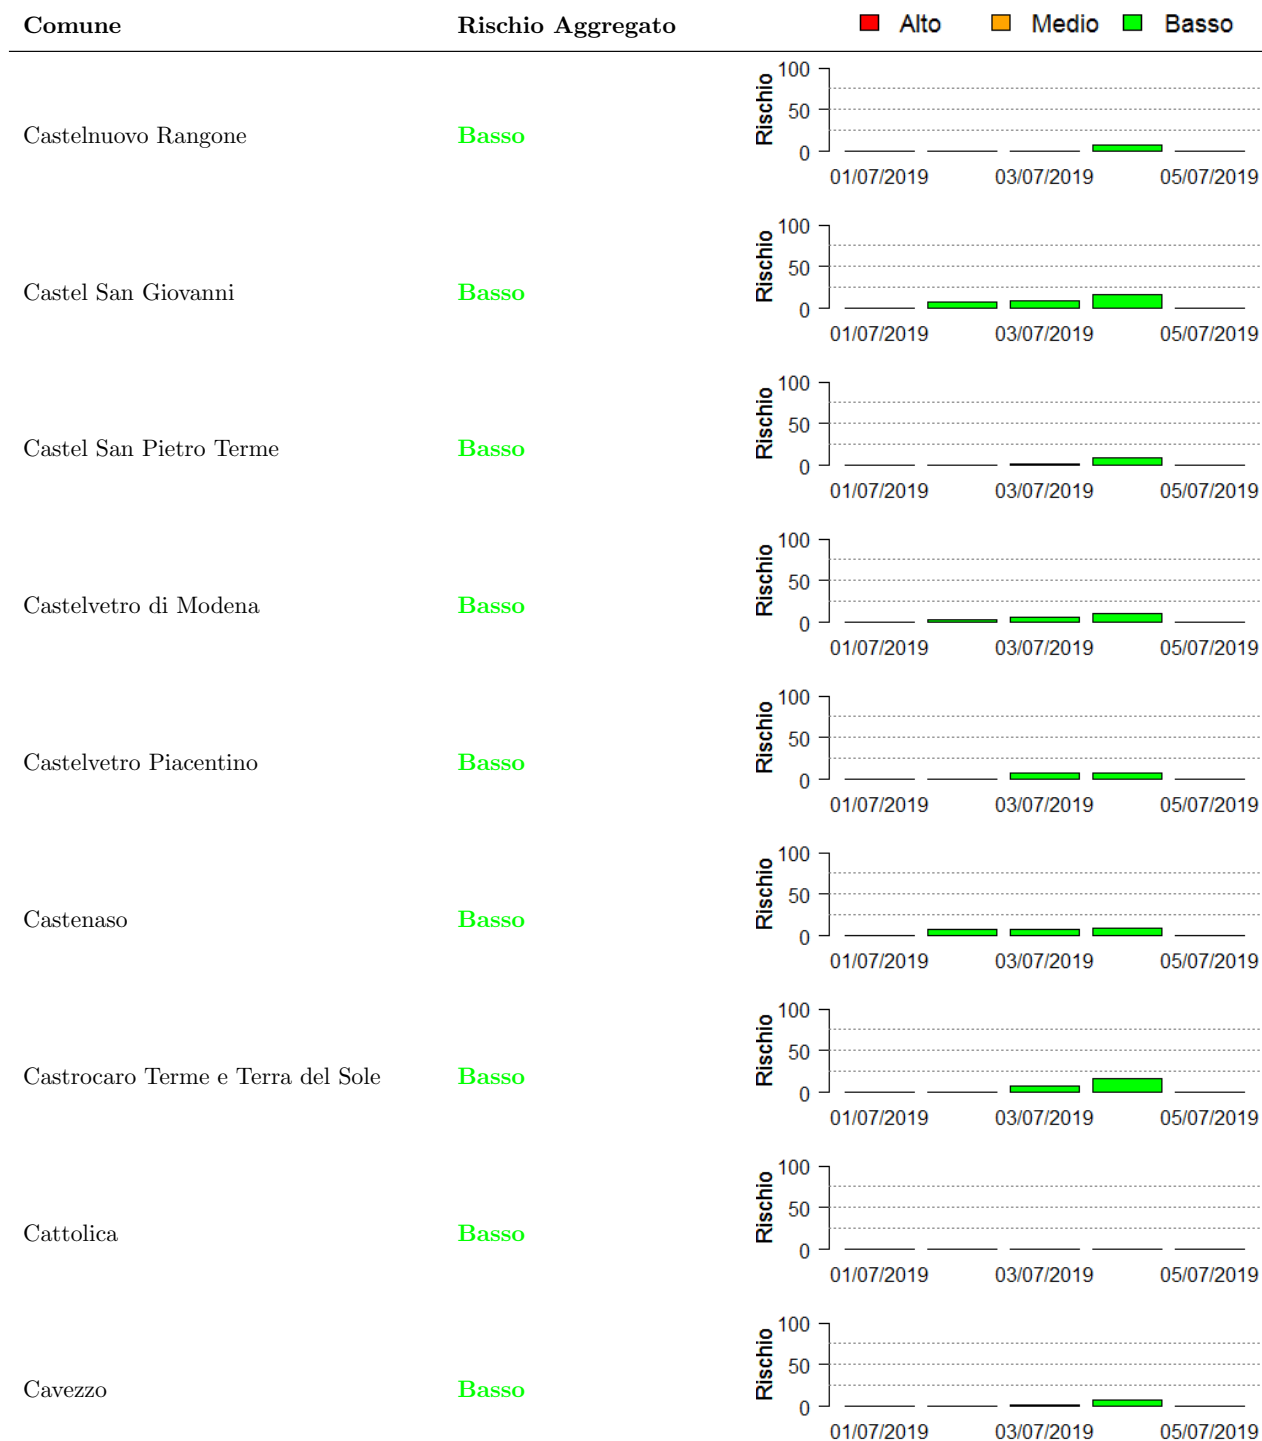 Comune Rischio Aggregato Alto Medio Basso
Castelnuovo Rangone Basso Rischio 100 50 0
01/07/2019 03/07/2019 05/07/2019
Castel San Giovanni Basso Rischio 100 50 0
01/07/2019 03/07/2019 05/07/2019
Castel San Pietro Terme Basso Rischio 100 50 0
01/07/2019 03/07/2019 05/07/2019
Castelvetro di Modena Basso Rischio 100 50 0
01/07/2019 03/07/2019 05/07/2019
Castelvetro Piacentino Basso Rischio 100 50 0
01/07/2019 03/07/2019 05/07/2019
Castenaso Basso Rischio 100 50 0
01/07/2019 03/07/2019 05/07/2019
Castrocaro Terme e Terra del Sole Basso Rischio 100 50 0
01/07/2019 03/07/2019 05/07/2019
Cattolica Basso Rischio 100 50 0
01/07/2019 03/07/2019 05/07/2019
Cavezzo Basso Rischio 100 50 0
01/07/2019 03/07/2019 05/07/2019